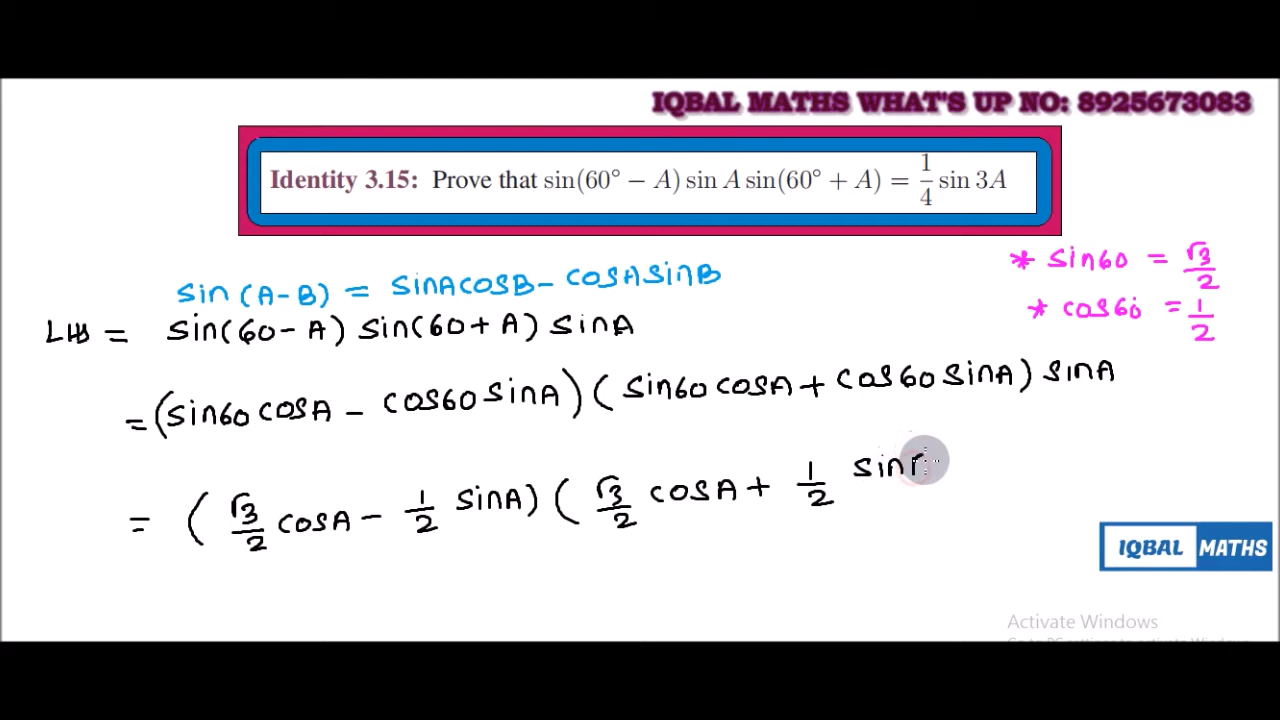 IQBAL MATHS WHAT'S UP NO: 8925673083
Identity 3.15: Prove that sin(60° − A) sin A sin(60° + A) = 1/4 sin 3A
* sin60 = √3/2
sin (A-B) = sinAcosB - cosAsinB
* cos60 = 1/2
LHS = sin(60-A) sin(60+A) sinA
= (sin60 cosA - cos60 sinA) (sin60 cosA + cos60 sinA) sinA
= (√3/2 cosA - 1/2 sinA) (√3/2 cosA + 1/2 sin
IQBAL MATHS
Activate Windows